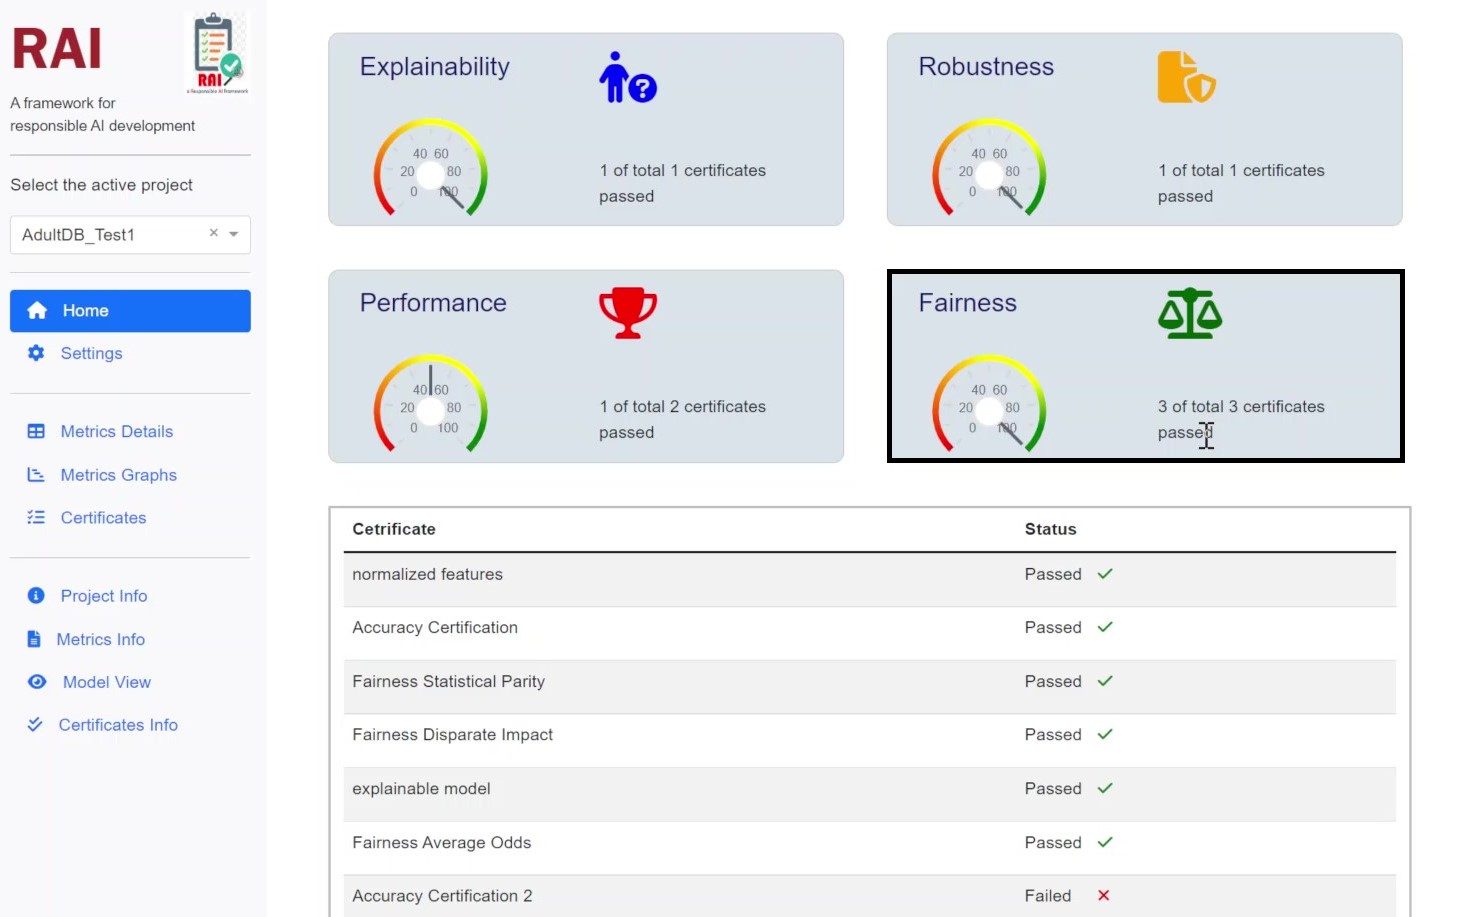 RAI
RAI
a Responsible AI framework
A framework for
responsible AI development
Select the active project
AdultDB_Test1
Home
Settings
Metrics Details
Metrics Graphs
Certificates
Project Info
Metrics Info
Model View
Certificates Info
Explainability
0 20 40 60 80 100
1 of total 1 certificates
passed
Robustness
0 20 40 60 80 100
1 of total 1 certificates
passed
Performance
0 20 40 60 80 100
1 of total 2 certificates
passed
Fairness
0 20 40 60 80 100
3 of total 3 certificates
passed
Cetrificate Status
normalized features Passed
Accuracy Certification Passed
Fairness Statistical Parity Passed
Fairness Disparate Impact Passed
explainable model Passed
Fairness Average Odds Passed
Accuracy Certification 2 Failed